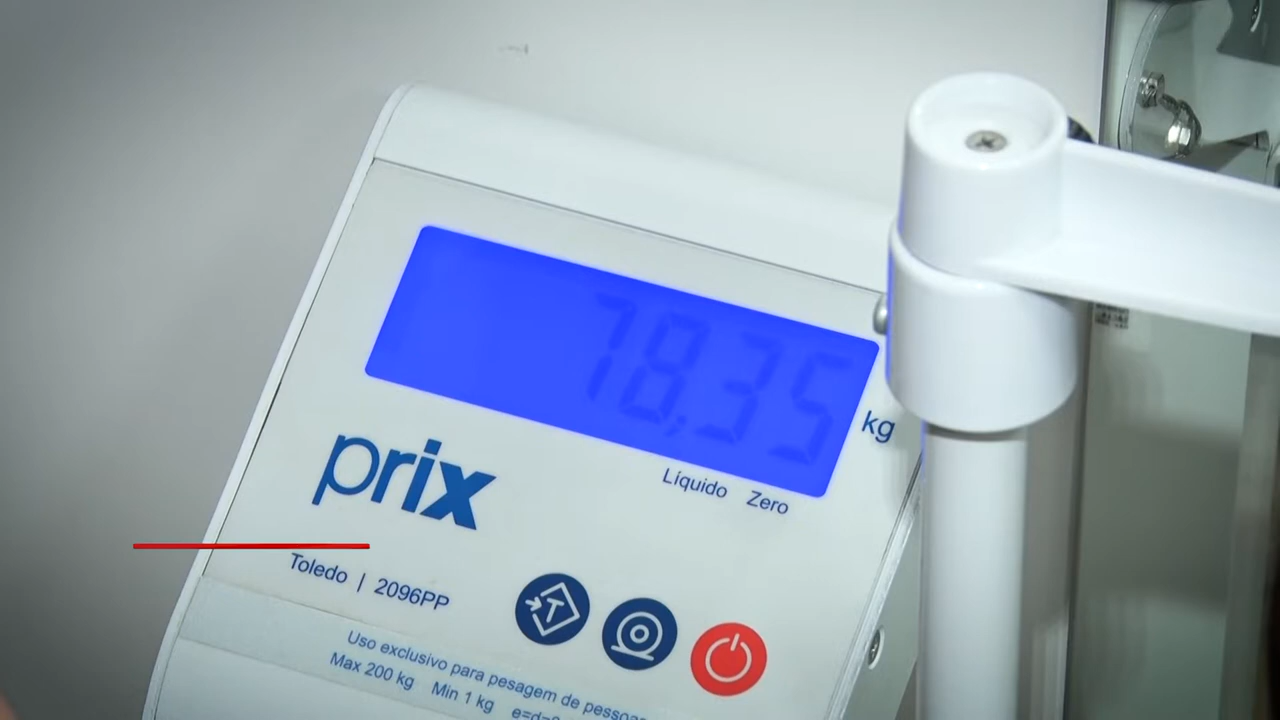 78,35
kg
Líquido Zero
prix
Toledo | 2096PP
T
Uso exclusivo para pesagem de pessoas
Max 200 kg Min 1 kg e=d=